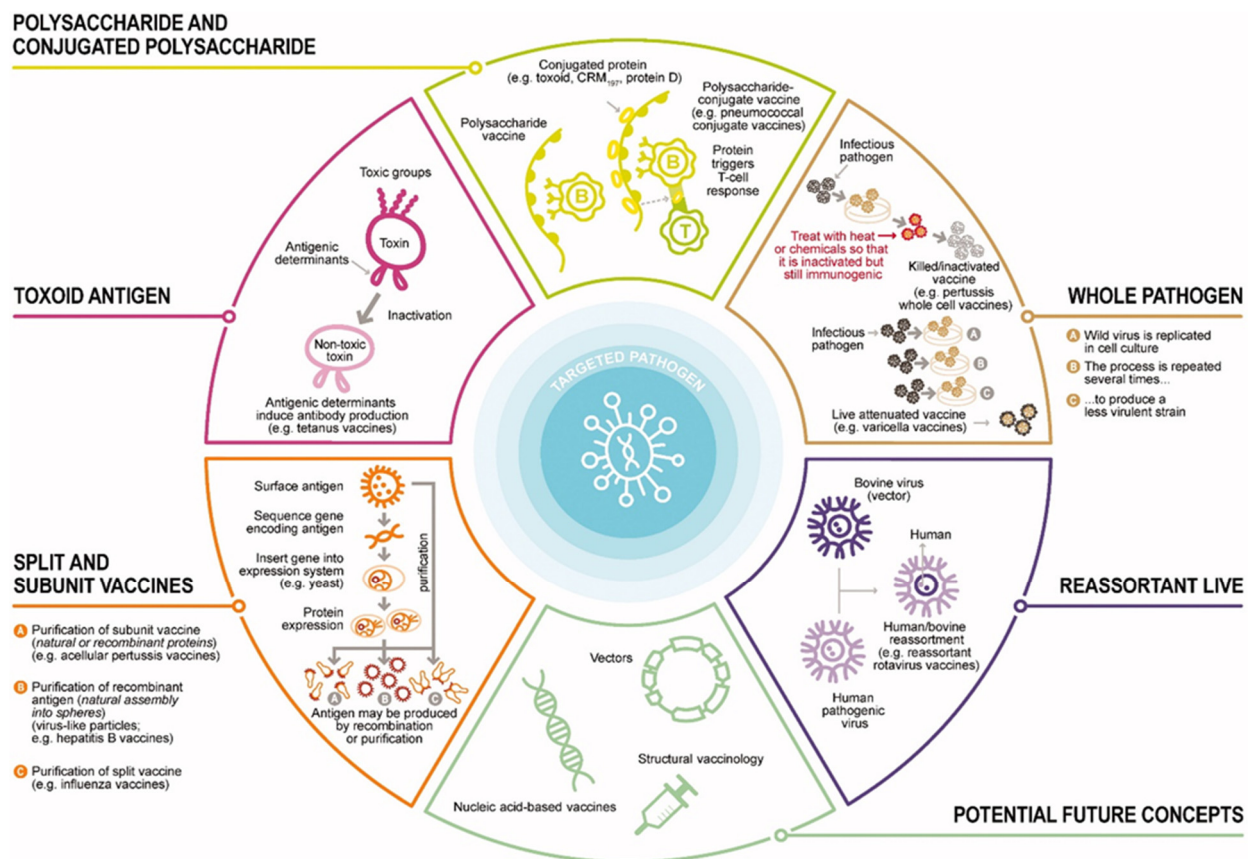 POLYSACCHARIDE AND
CONJUGATED POLYSACCHARIDE
Conjugated protein
(e.g. toxoid, CRM197, protein D)
Polysaccharide
vaccine
Polysaccharide-
conjugate vaccine
(e.g. pneumococcal
conjugate vaccines)
Protein
triggers
T-cell
response
B
B
T
TOXOID ANTIGEN
Toxic groups
Toxin
Antigenic
determinants
Inactivation
Non-toxic
toxin
Antigenic determinants
induce antibody production
(e.g. tetanus vaccines)
WHOLE PATHOGEN
Infectious
pathogen
Treat with heat
or chemicals so that
it is inactivated but
still immunogenic
Killed/inactivated
vaccine
(e.g. pertussis
whole cell vaccines)
Infectious
pathogen
A
B
C
Live attenuated vaccine
(e.g. varicella vaccines)
A Wild virus is replicated
in cell culture
B The process is repeated
several times...
C ...to produce a
less virulent strain
TARGETED PATHOGEN
SPLIT AND
SUBUNIT VACCINES
Surface antigen
Sequence gene
encoding antigen
Insert gene into
expression system
(e.g. yeast)
Protein
expression
purification
A
B
C
Antigen may be produced
by recombination
or purification
A Purification of subunit vaccine
(natural or recombinant proteins)
(e.g. acellular pertussis vaccines)
B Purification of recombinant
antigen (natural assembly
into spheres)
(virus-like particles;
e.g. hepatitis B vaccines)
C Purification of split vaccine
(e.g. influenza vaccines)
REASSORTANT LIVE
Bovine virus
(vector)
Human
Human/bovine
reassortment
(e.g. reassortant
rotavirus vaccines)
Human
pathogenic
virus
Vectors
Structural vaccinology
Nucleic acid-based vaccines
POTENTIAL FUTURE CONCEPTS